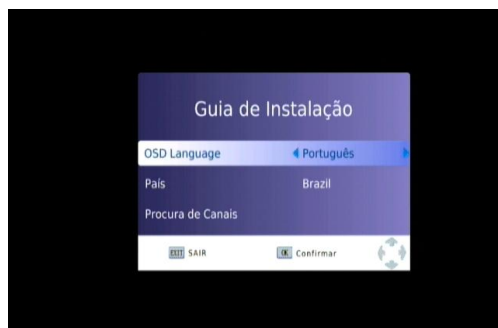 Guia de Instalação
OSD Language Português
País Brazil
Procura de Canais
EXIT SAIR OK Confirmar